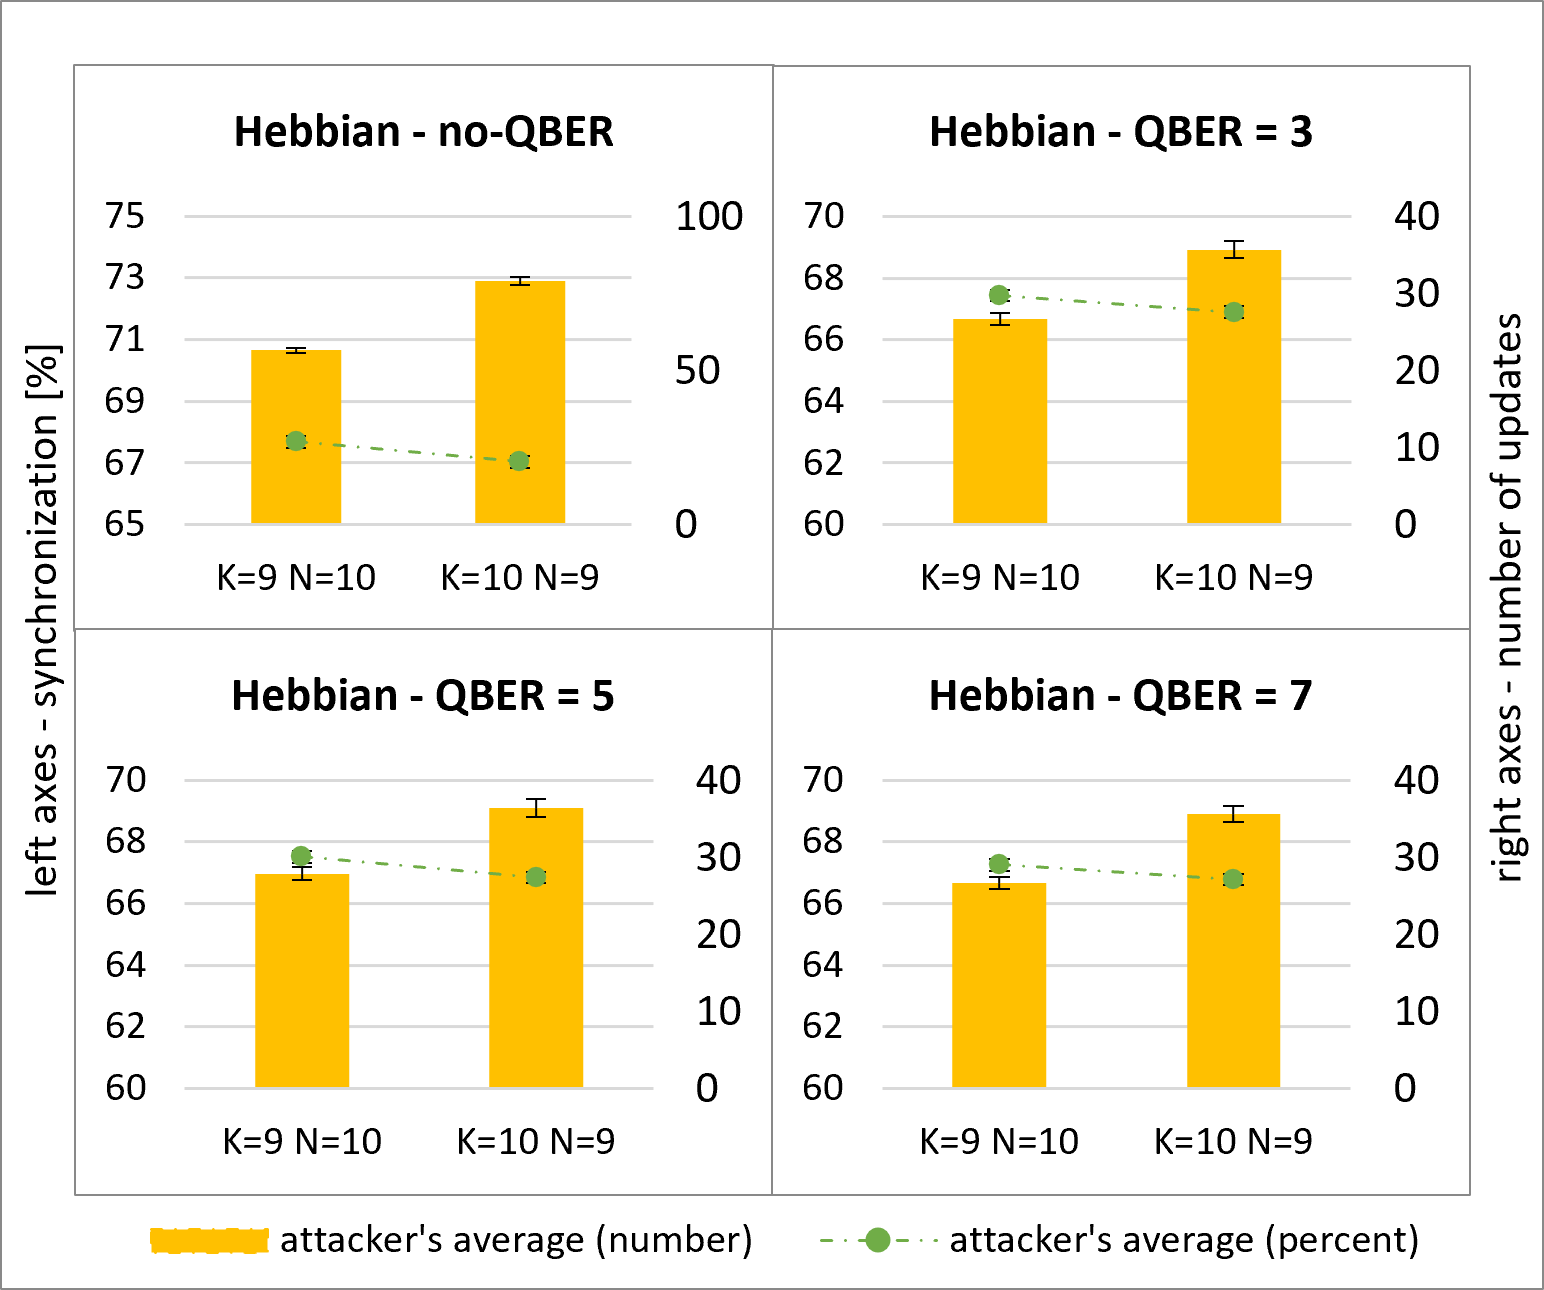 Hebbian - no-QBER
75
73
71
69
67
65
100
50
0
K=9 N=10
K=10 N=9
Hebbian - QBER = 3
70
68
66
64
62
60
40
30
20
10
0
K=9 N=10
K=10 N=9
Hebbian - QBER = 5
70
68
66
64
62
60
40
30
20
10
0
K=9 N=10
K=10 N=9
Hebbian - QBER = 7
70
68
66
64
62
60
40
30
20
10
0
K=9 N=10
K=10 N=9
left axes - synchronization [%]
right axes - number of updates
attacker's average (number)
attacker's average (percent)